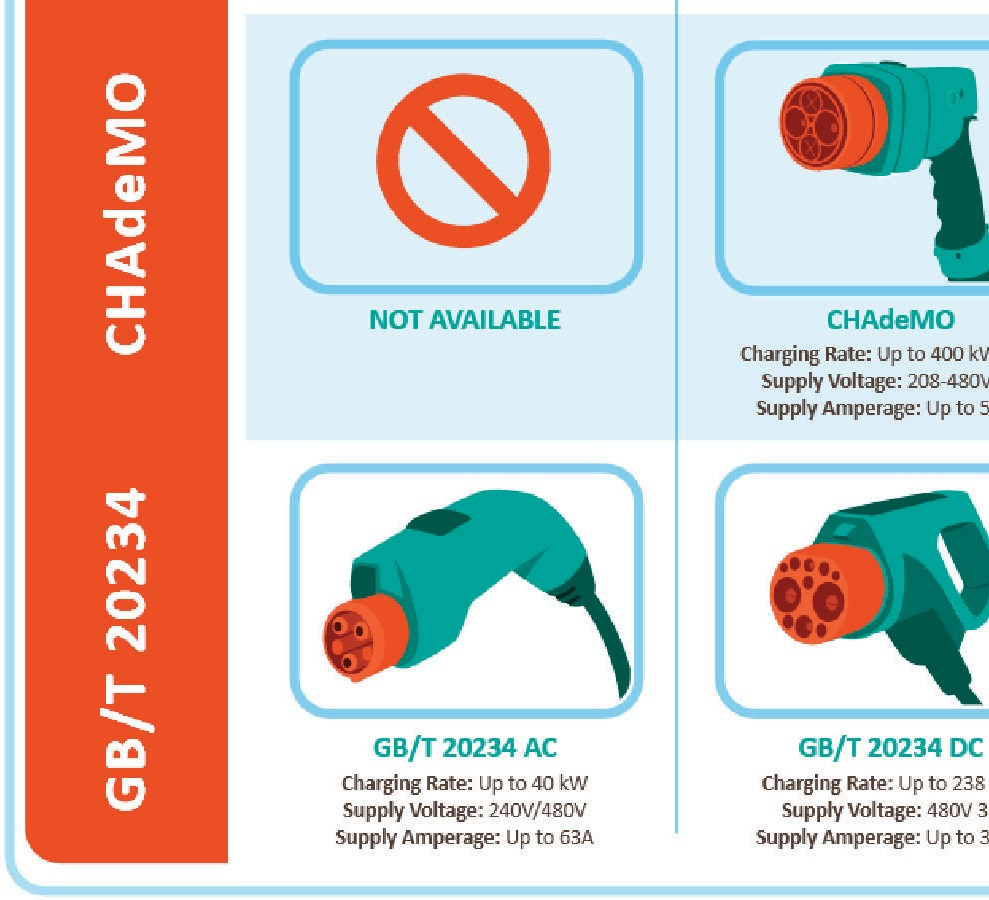 CHAdeMO
NOT AVAILABLE
CHAdeMO
Charging Rate: Up to 400 kW
Supply Voltage: 208-480V
Supply Amperage: Up to 5
GB/T 20234
GB/T 20234 AC
Charging Rate: Up to 40 kW
Supply Voltage: 240V/480V
Supply Amperage: Up to 63A
GB/T 20234 DC
Charging Rate: Up to 238
Supply Voltage: 480V 3
Supply Amperage: Up to 3